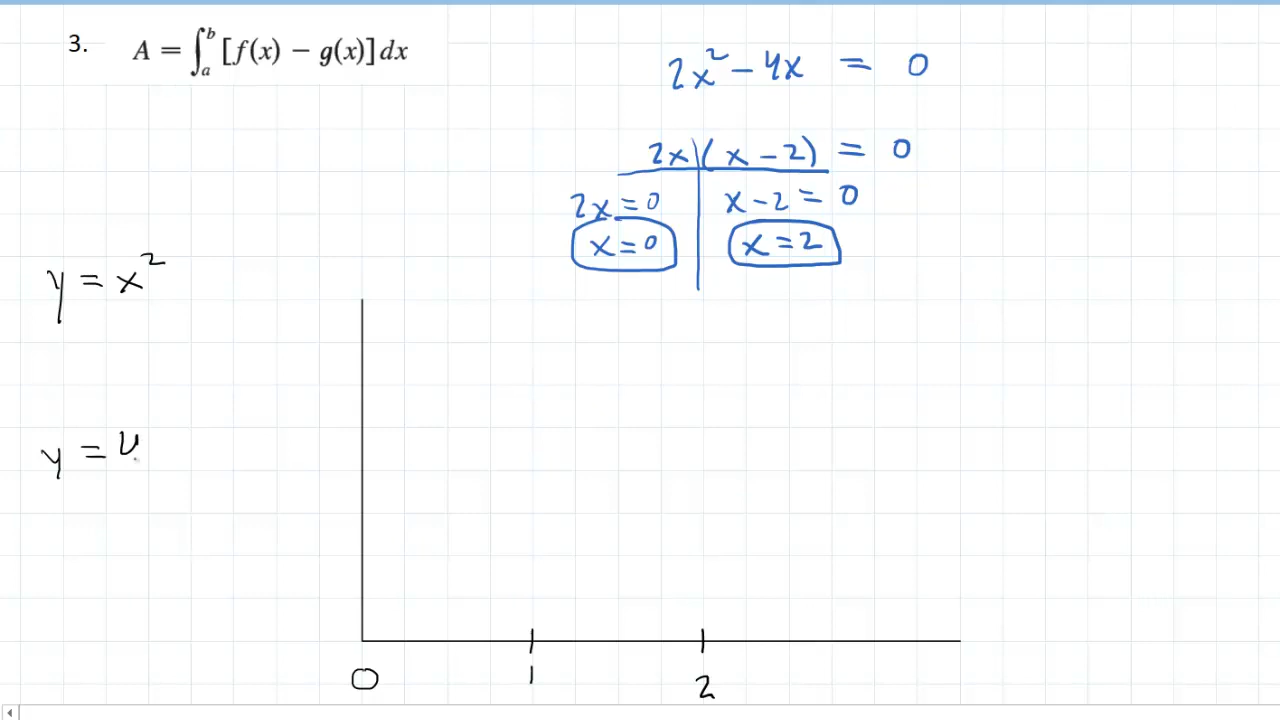 3. A = ∫_a^b [f(x) − g(x)] dx
2x² − 4x = 0
2x (x − 2) = 0
2x = 0 x − 2 = 0
x = 0 x = 2
y = x²
y = 4
0 1 2